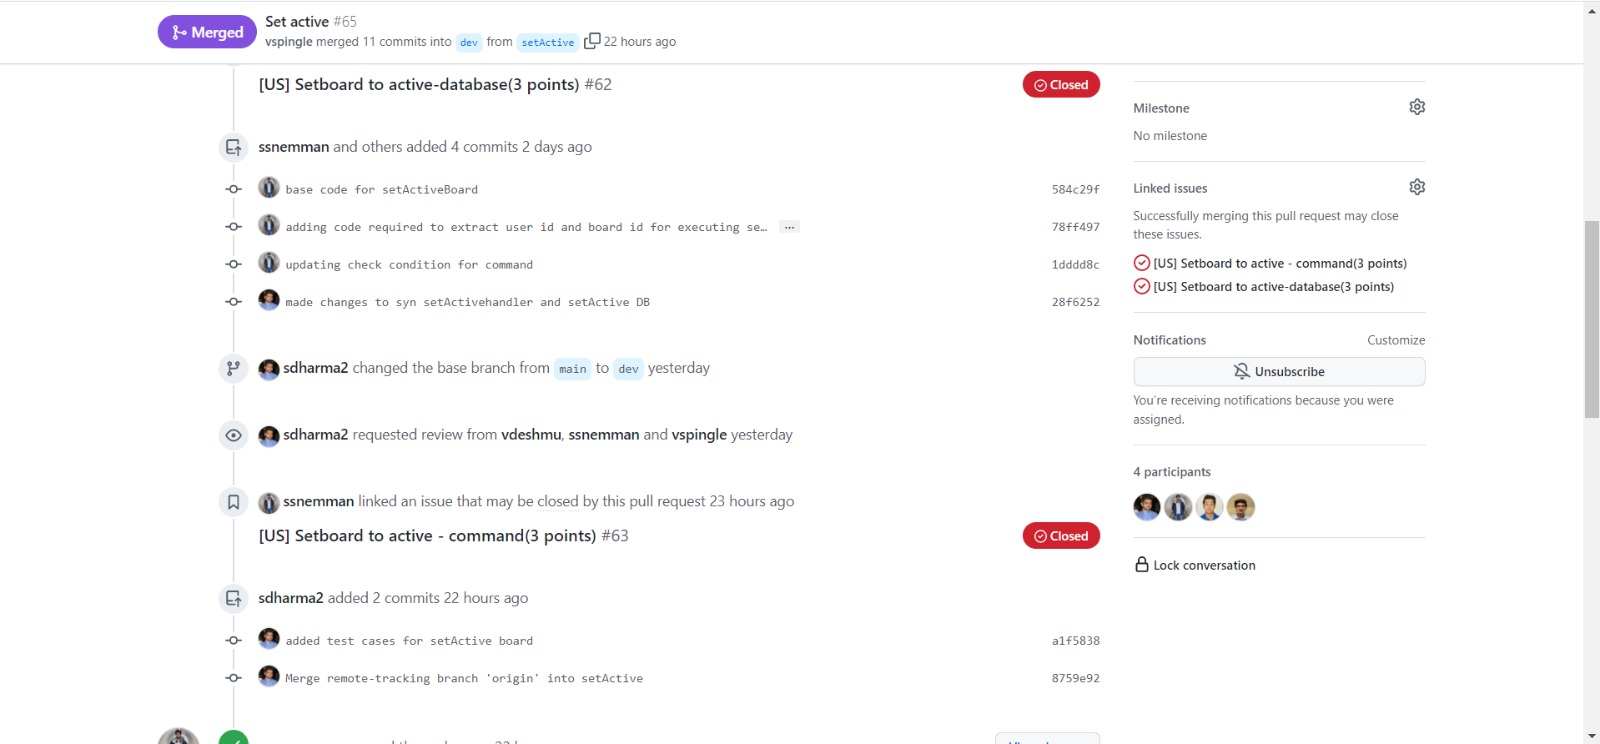 Merged
Set active #65
vspingle merged 11 commits into dev from setActive 22 hours ago
[US] Setboard to active-database(3 points) #62
Closed
ssnemman and others added 4 commits 2 days ago
base code for setActiveBoard 584c29f
adding code required to extract user id and board id for executing se… ... 78ff497
updating check condition for command 1dddd8c
made changes to syn setActivehandler and setActive DB 28f6252
sdharma2 changed the base branch from main to dev yesterday
sdharma2 requested review from vdeshmu, ssnemman and vspingle yesterday
ssnemman linked an issue that may be closed by this pull request 23 hours ago
[US] Setboard to active - command(3 points) #63
Closed
sdharma2 added 2 commits 22 hours ago
added test cases for setActive board a1f5838
Merge remote-tracking branch 'origin' into setActive 8759e92
Milestone
No milestone
Linked issues
Successfully merging this pull request may close
these issues.
[US] Setboard to active - command(3 points)
[US] Setboard to active-database(3 points)
Notifications
Customize
Unsubscribe
You're receiving notifications because you were
assigned.
4 participants
Lock conversation